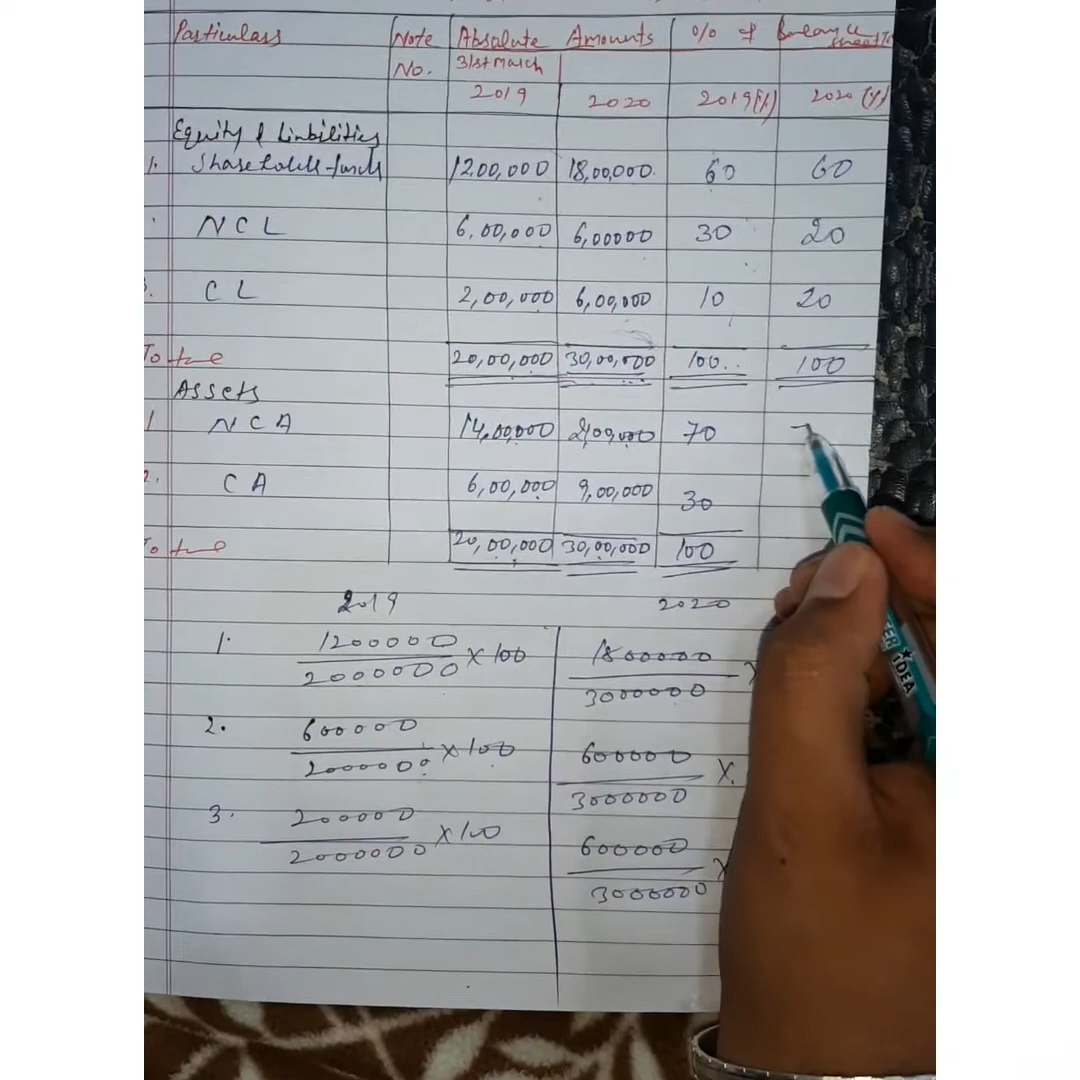 Particulars Note Absolute Amounts % of Balance sheet
No. 31st March
2019 2020 2019(%) 2020 (%)
Equity & Liabilities
1. Shareholders funds 12,00,000 18,00,000. 60 60
NCL 6,00,000 6,00000 30 20
3. CL 2,00,000 6,00,000 10 20
Total 20,00,000 30,00,000 100.. 100
Assets
1 NCA 14,00000 21,00,000 70
2. CA 6,00,000 9,00,000 30
Total 20,00,000 30,00,000 100
2019 2020
1. 1200000 / 2000000 × 100 1800000 / 3000000 ×
2. 600000 / 2000000 × 100 600000 / 3000000 ×.
3. 200000 / 2000000 × 100 600000 / 3000000 ×
IDEA